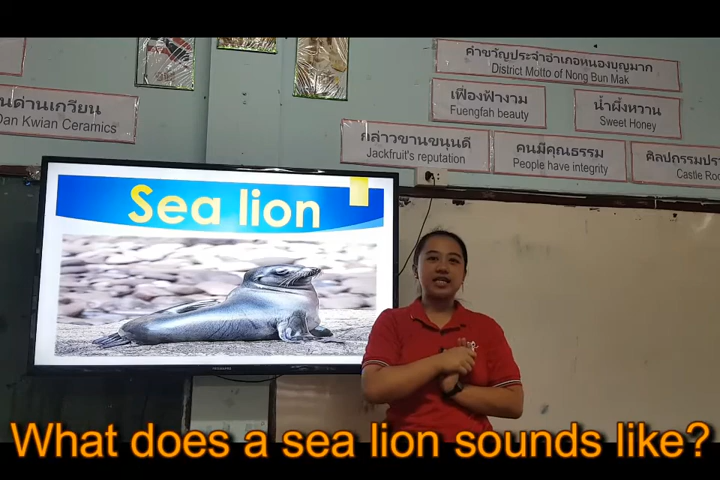 คำขวัญประจำอำเภอหนองบุญมาก
District Motto of Nong Bun Mak
เฟื่องฟ้างาม
Fuengfah beauty
น้ำผึ้งหวาน
Sweet Honey
นด่านเกวียน
Dan Kwian Ceramics
กล่าวขานขนุนดี
Jackfruit's reputation
คนมีคุณธรรม
People have integrity
ศิลปกรรมปรา
Castle Roc
Sea lion
What does a sea lion sounds like?